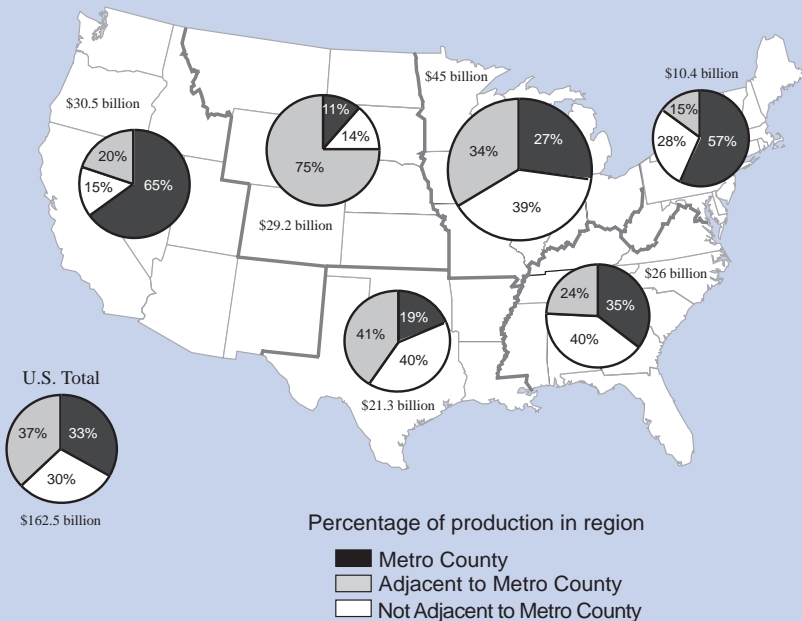 $45 billion
$10.4 billion
$30.5 billion
11%
14%
75%
34%
27%
39%
15%
28%
57%
20%
15%
65%
$29.2 billion
$26 billion
24%
35%
40%
19%
41%
40%
$21.3 billion
U.S. Total
37%
33%
30%
$162.5 billion
Percentage of production in region
Metro County
Adjacent to Metro County
Not Adjacent to Metro County